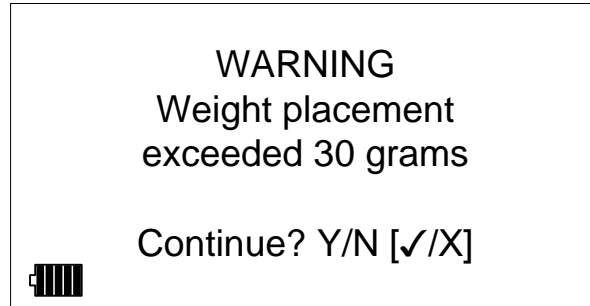 WARNING
Weight placement
exceeded 30 grams
Continue? Y/N [✓/X]